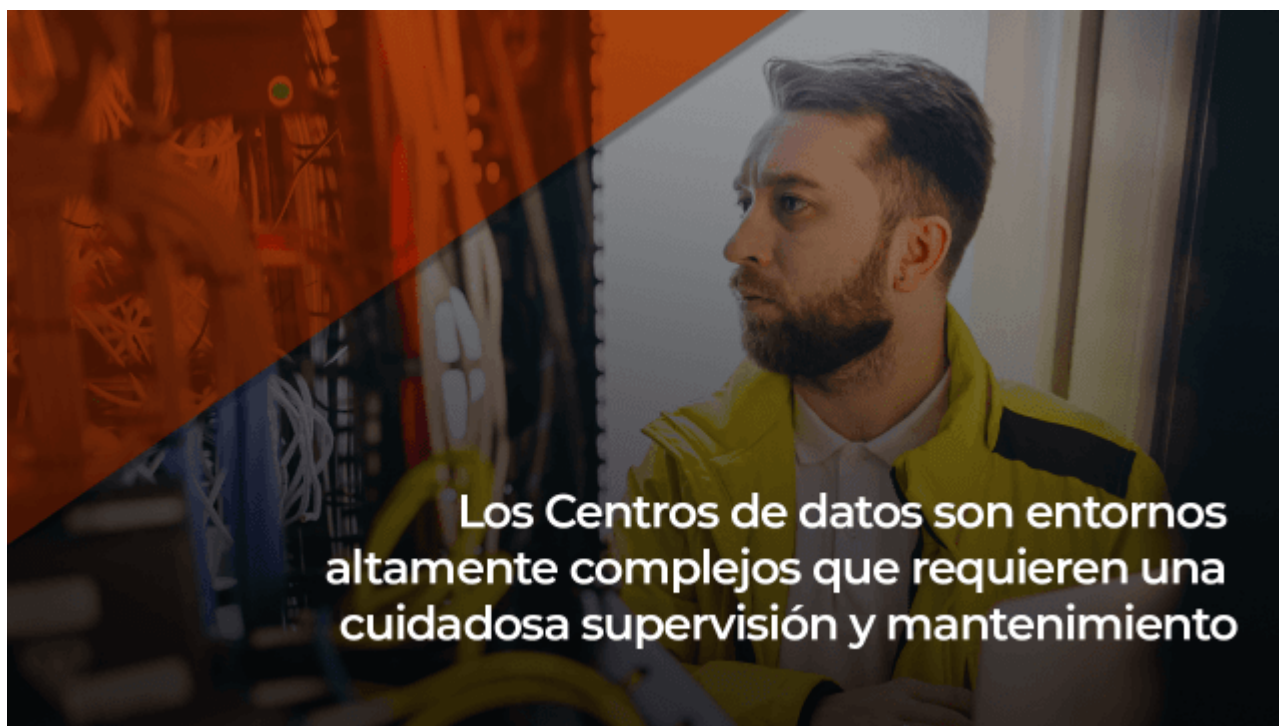 Los Centros de datos son entornos
altamente complejos que requieren una
cuidadosa supervisión y mantenimiento